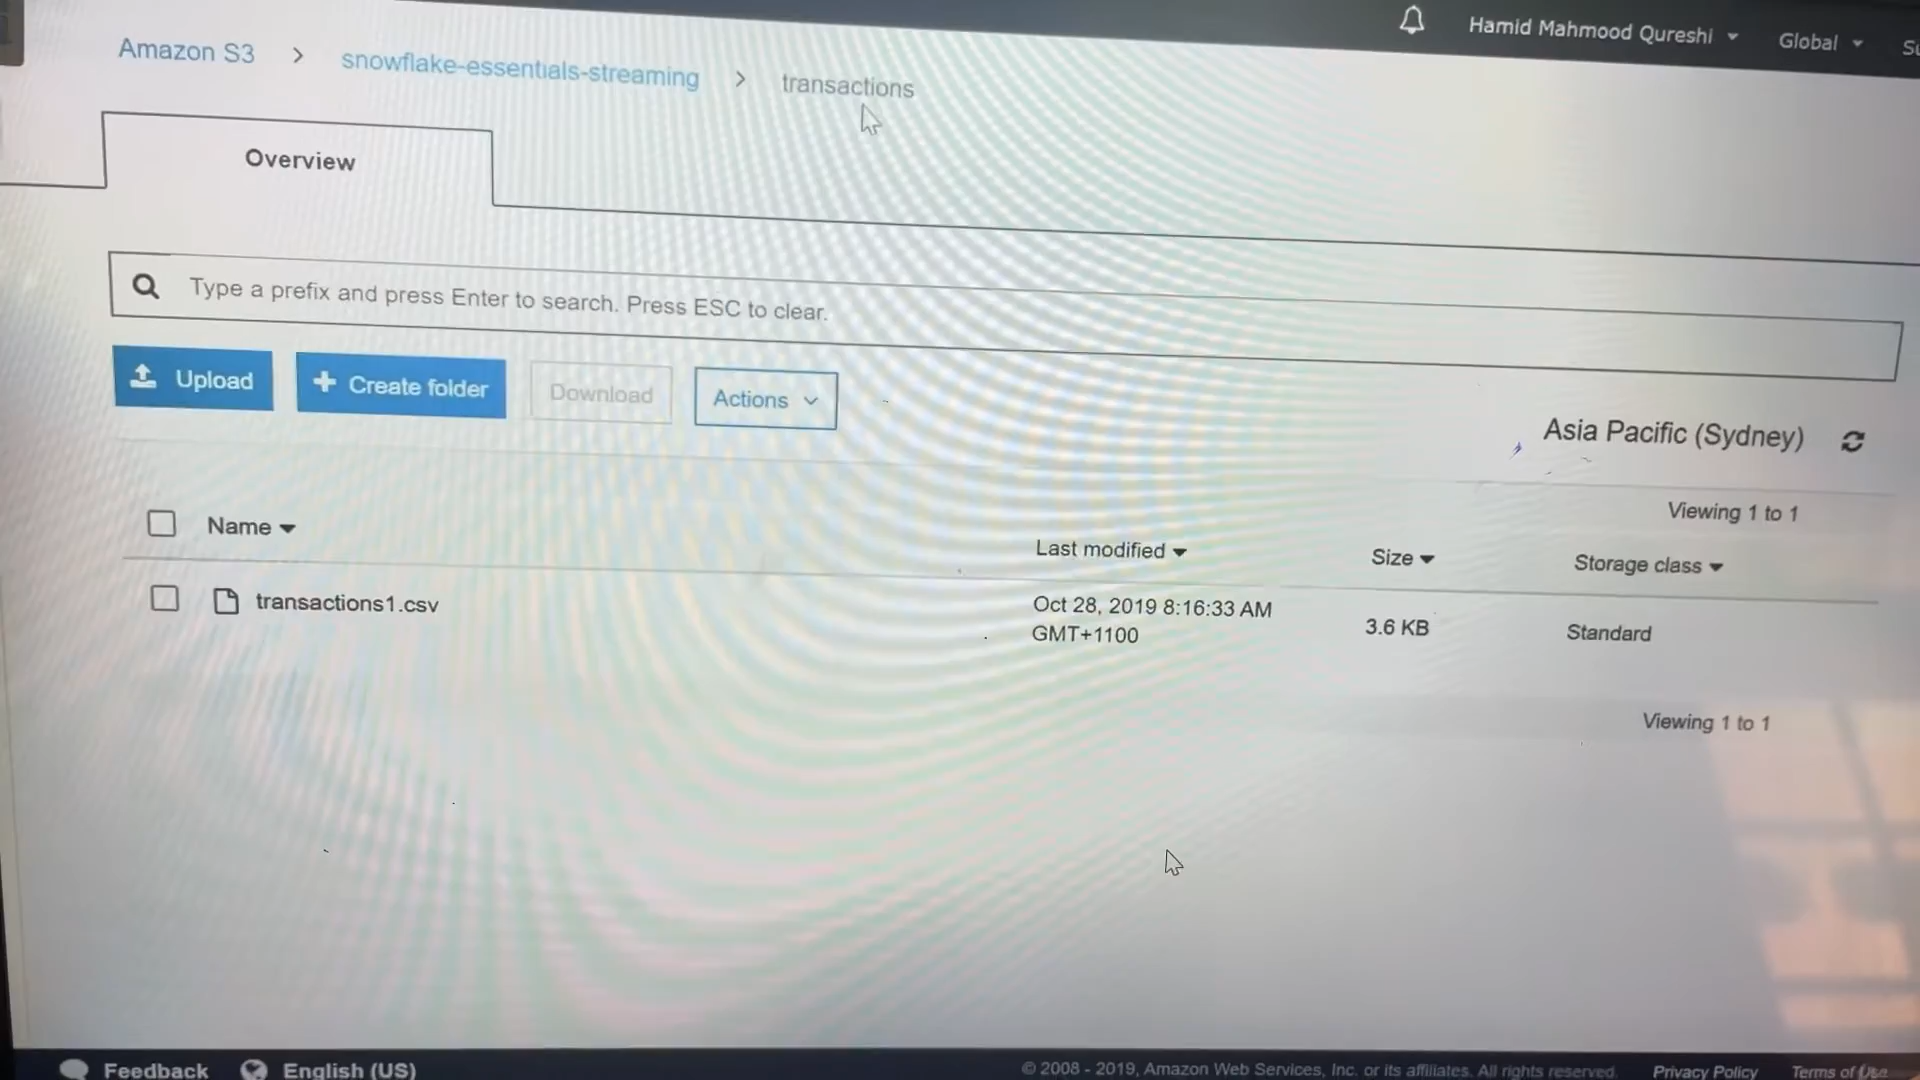 Hamid Mahmood Qureshi
Global
Amazon S3 > snowflake-essentials-streaming > transactions
Overview
Type a prefix and press Enter to search. Press ESC to clear.
Upload
Create folder
Download
Actions
Asia Pacific (Sydney)
Viewing 1 to 1
Name
Last modified
Size
Storage class
transactions1.csv
Oct 28, 2019 8:16:33 AM
GMT+1100
3.6 KB
Standard
Viewing 1 to 1
Feedback
English (US)
© 2008 - 2019, Amazon Web Services, Inc. or its affiliates. All rights reserved.
Privacy Policy
Terms of Use